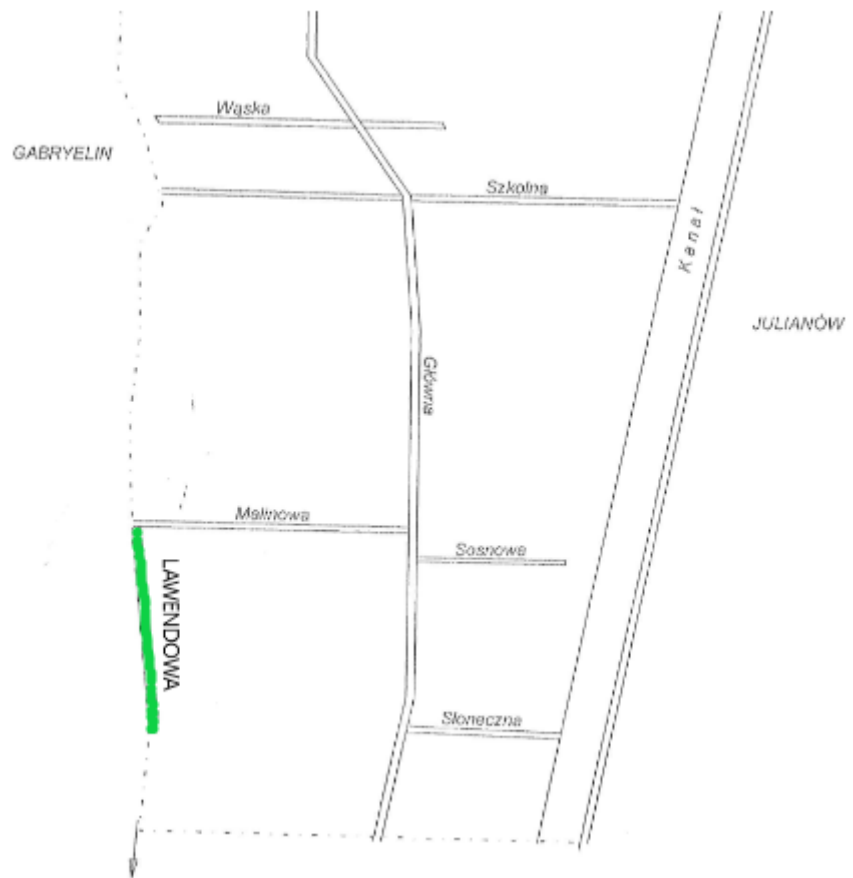 Wąska
GABRYELIN
Szkolna
Kanał
JULIANÓW
Główna
Malinowa
Sosnowa
LAWENDOWA
Słoneczna